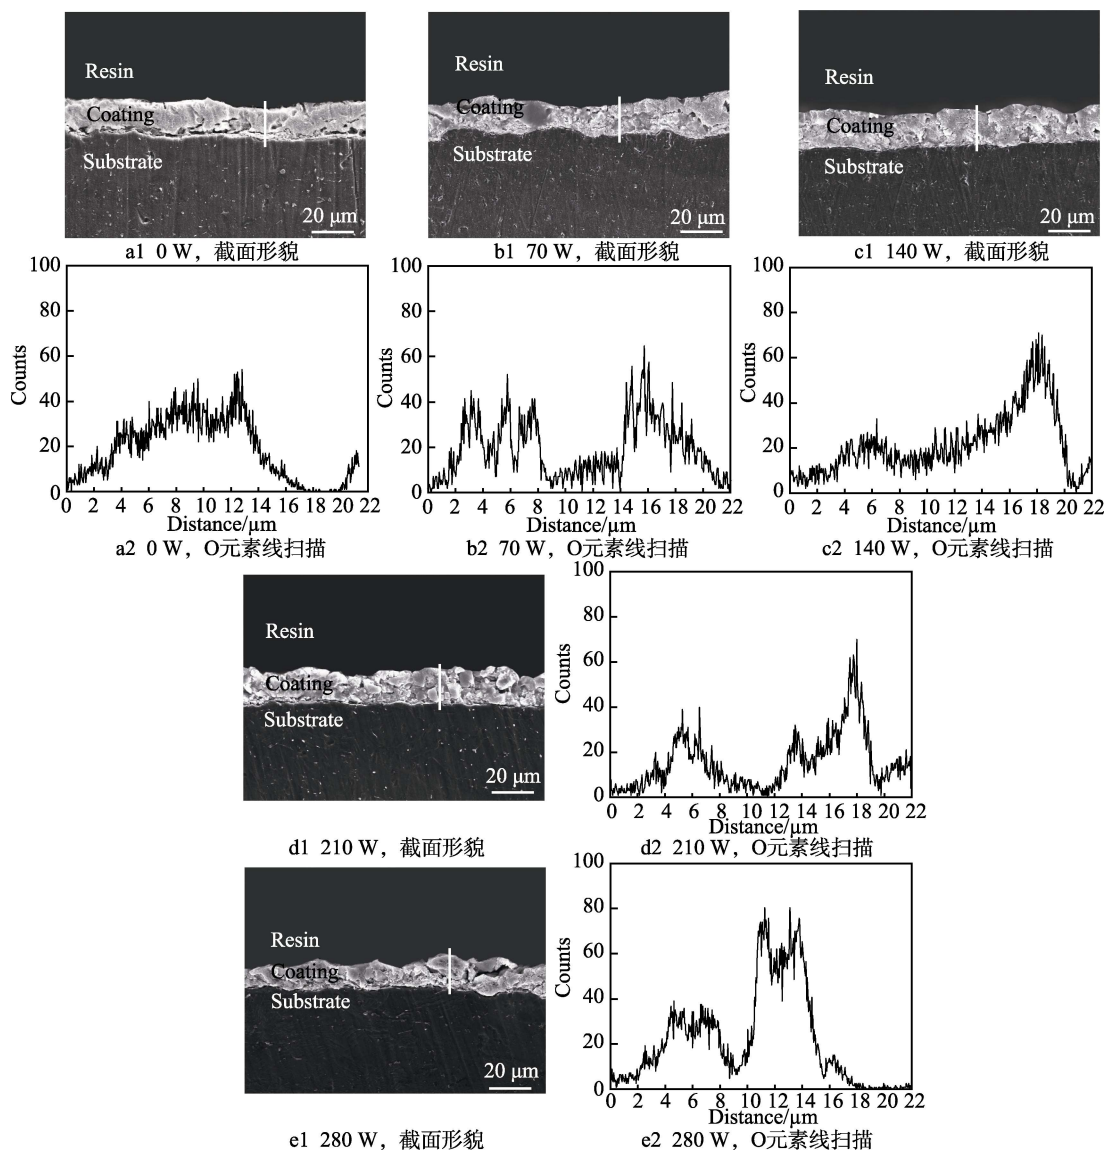 Resin
Coating
Substrate
20 μm
Resin
Coating
Substrate
20 μm
Resin
Coating
Substrate
20 μm
a1 0 W，截面形貌
b1 70 W，截面形貌
c1 140 W，截面形貌
100
80
60
40
20
0
Counts
0 2 4 6 8 10 12 14 16 18 20 22
Distance/μm
a2 0 W，O元素线扫描
100
80
60
40
20
0
Counts
0 2 4 6 8 10 12 14 16 18 20 22
Distance/μm
b2 70 W，O元素线扫描
100
80
60
40
20
0
Counts
0 2 4 6 8 10 12 14 16 18 20 22
Distance/μm
c2 140 W，O元素线扫描
Resin
Coating
Substrate
20 μm
d1 210 W，截面形貌
100
80
60
40
20
0
Counts
0 2 4 6 8 10 12 14 16 18 20 22
Distance/μm
d2 210 W，O元素线扫描
Resin
Coating
Substrate
20 μm
e1 280 W，截面形貌
100
80
60
40
20
0
Counts
0 2 4 6 8 10 12 14 16 18 20 22
Distance/μm
e2 280 W，O元素线扫描